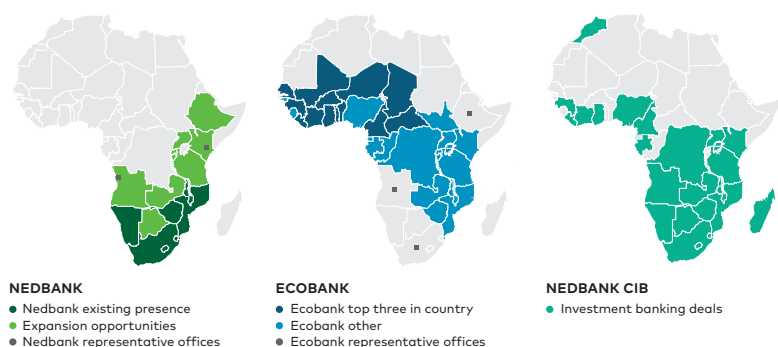 NEDBANK
Nedbank existing presence
Expansion opportunities
Nedbank representative offices
ECOBANK
Ecobank top three in country
Ecobank other
Ecobank representative offices
NEDBANK CIB
Investment banking deals